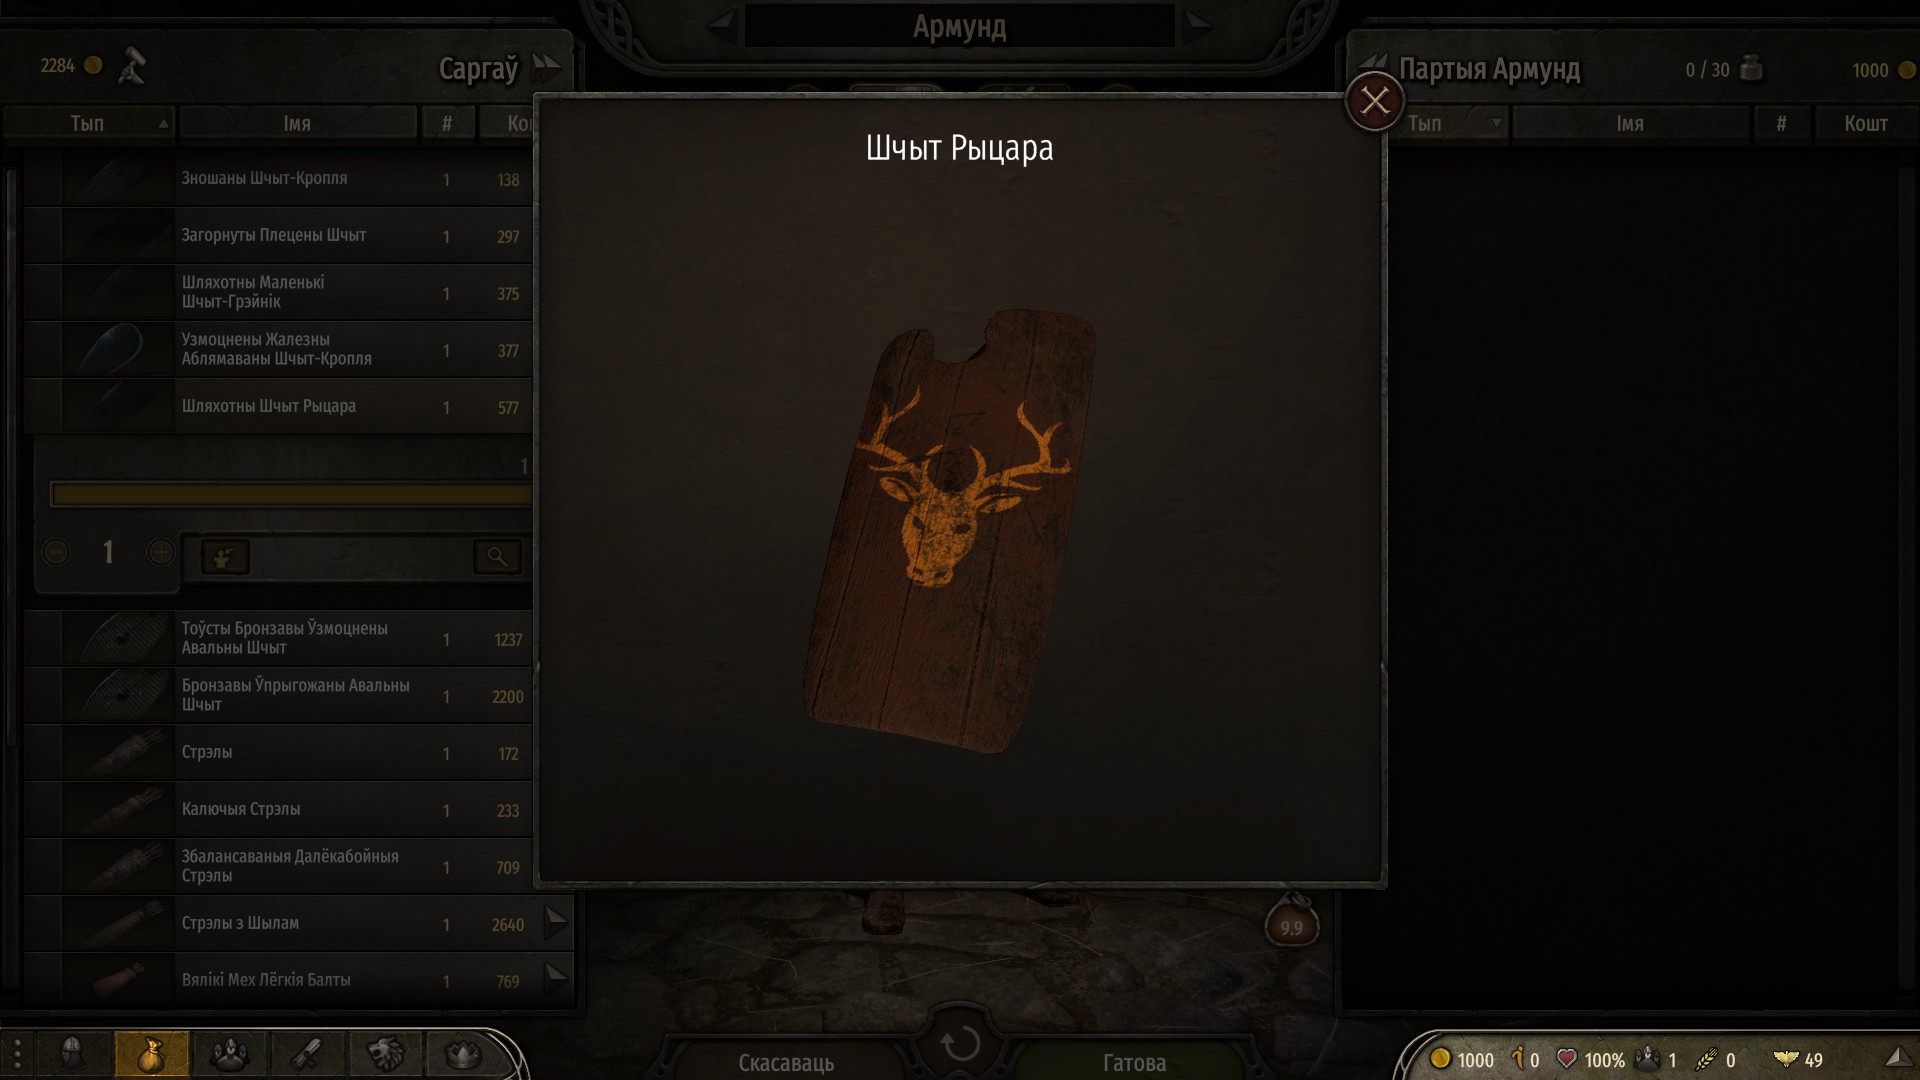 Армунд
2284
Саргаў
Партыя Армунд
0 / 30
1000
Тып
Імя
#
Тып
Імя
#
Кошт
Шчыт Рыцара
Зношаны Шчыт-Кропля
1
138
Загорнуты Плецены Шчыт
1
297
Шляхотны Маленькі
Шчыт-Грэйнік
1
375
Узмоцнены Жалезны
Аблямаваны Шчыт-Кропля
1
377
Шляхотны Шчыт Рыцара
1
577
1
1
Тоўсты Бронзавы Ўзмоцнены
Авальны Шчыт
1
1237
Бронзавы Ўпрыгожаны Авальны
Шчыт
1
2200
Стрэлы
1
172
Калючыя Стрэлы
1
233
Збалансаваныя Далёкабойныя
Стрэлы
1
709
Стрэлы з Шылам
1
2640
Вялікі Мех Лёгкія Балты
1
769
9.9
Скасаваць
Гатова
1000
0
100%
1
0
49